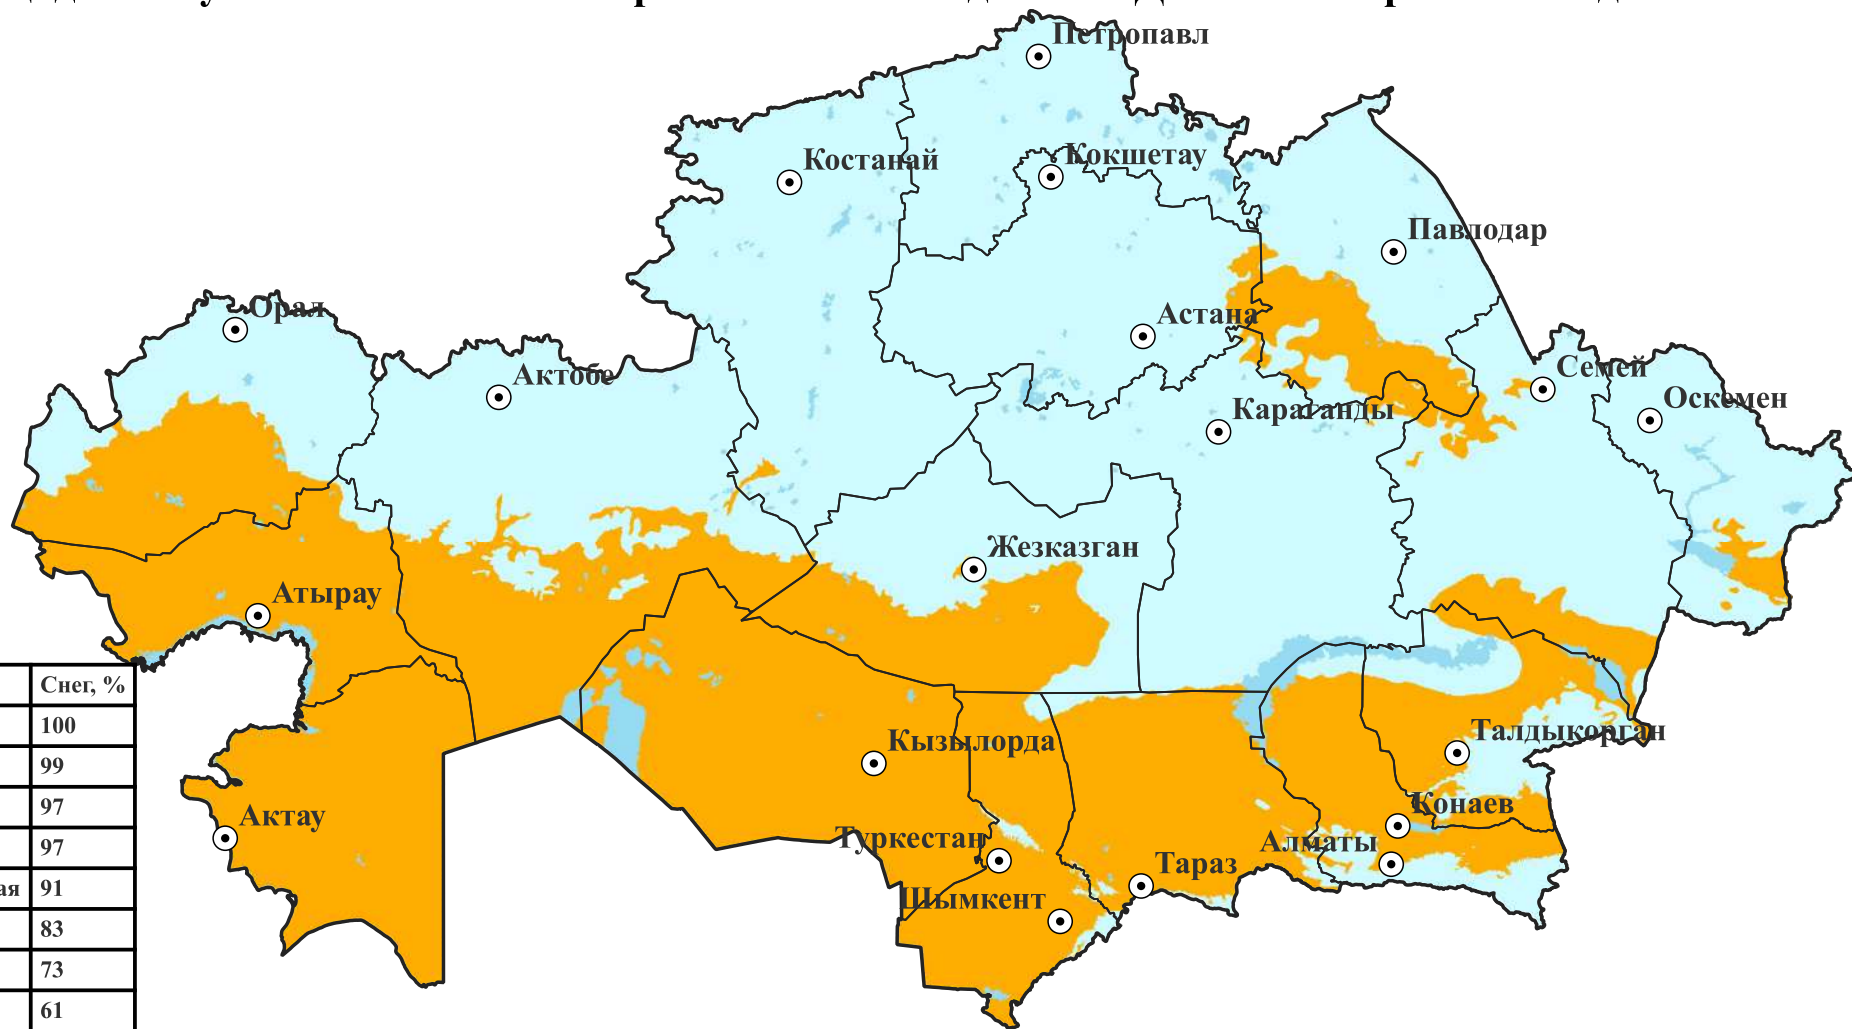 Петропавл
Костанай
Кокшетау
Павлодар
Орал
Астана
Актобе
Семей
Оскемен
Караганды
Жезказган
Атырау
Снег, %
100
99
97
97
ая 91
83
73
61
Кызылорда
Талдыкорган
Актау
Конаев
Туркестан
Алматы
Тараз
Шымкент